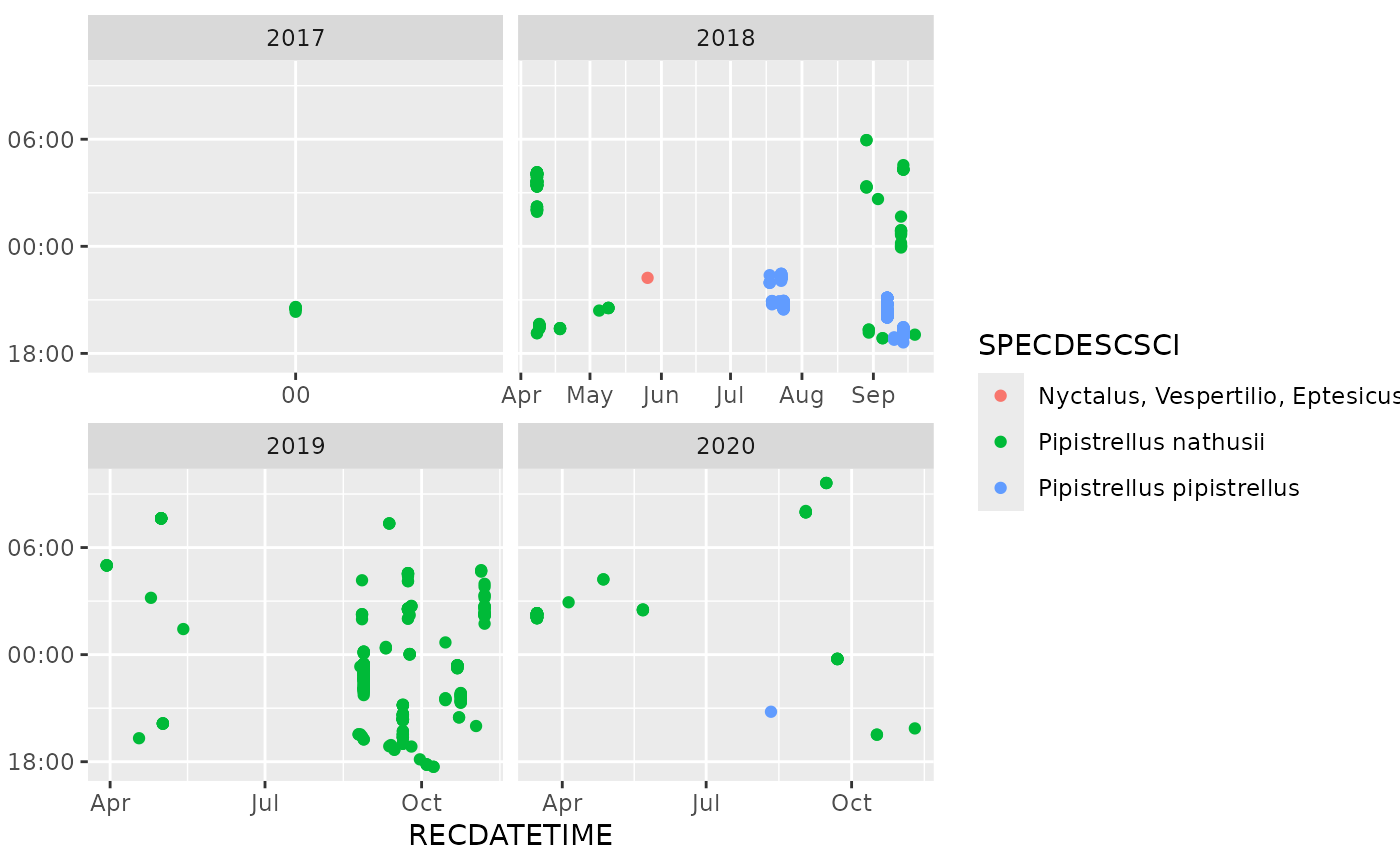 2017 2018
06:00
00:00
18:00
00 Apr May Jun Jul Aug Sep
2019 2020
06:00
00:00
18:00
Apr Jul Oct Apr Jul Oct
RECDATETIME
SPECDESCSCI
Nyctalus, Vespertilio, Eptesicus
Pipistrellus nathusii
Pipistrellus pipistrellus